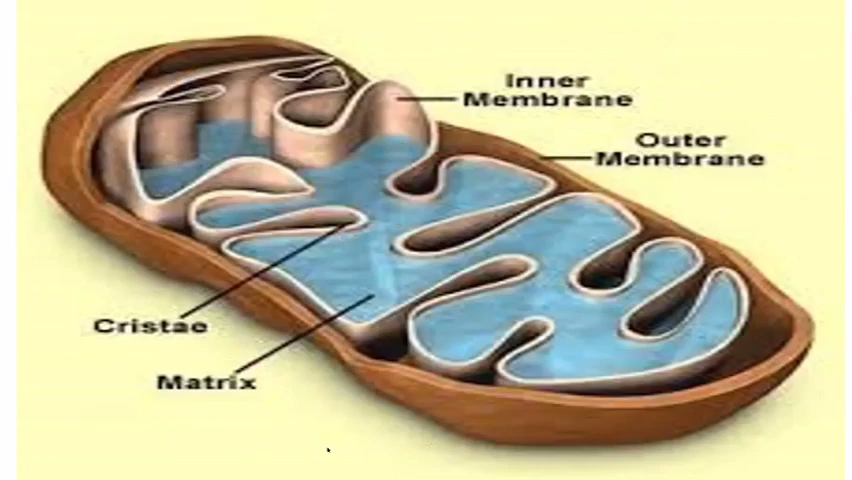 Inner
Membrane
Outer
Membrane
Cristae
Matrix